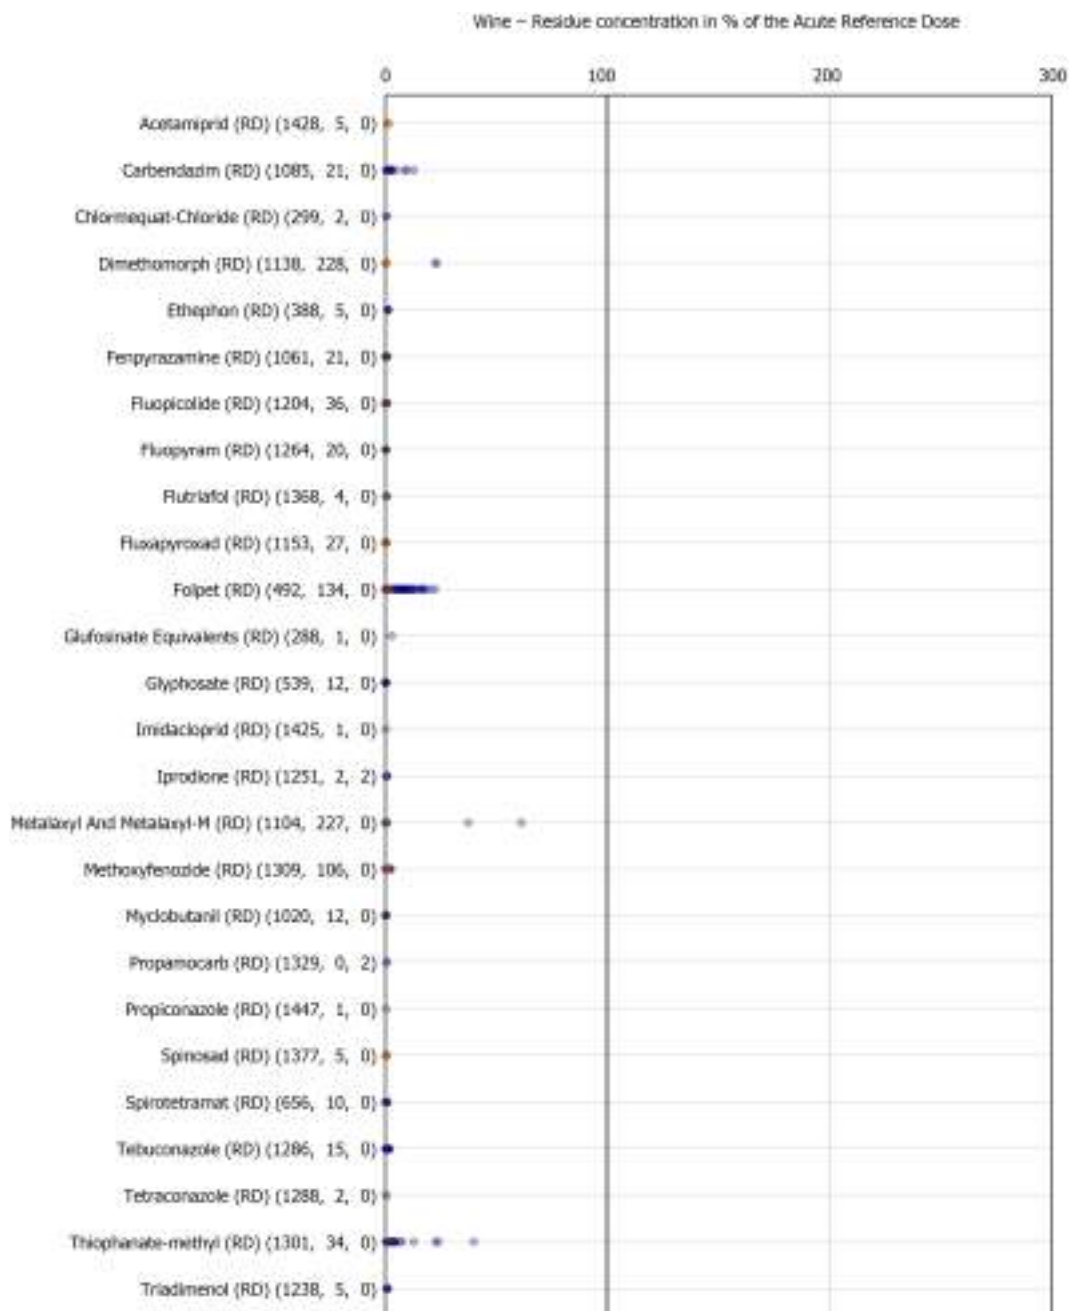 Wine – Residue concentration in % of the Acute Reference Dose
0 100 200 300
Acetamiprid (RD) (1428, 5, 0)
Carbendazim (RD) (1085, 21, 0)
Chlormequat-Chloride (RD) (299, 2, 0)
Dimethomorph (RD) (1138, 228, 0)
Ethephon (RD) (388, 5, 0)
Fenpyrazamine (RD) (1061, 21, 0)
Fluopicolide (RD) (1204, 36, 0)
Fluopyram (RD) (1264, 20, 0)
Flutriafol (RD) (1368, 4, 0)
Fluxapyroxad (RD) (1153, 27, 0)
Folpet (RD) (492, 134, 0)
Glufosinate Equivalents (RD) (288, 1, 0)
Glyphosate (RD) (539, 12, 0)
Imidacloprid (RD) (1425, 1, 0)
Iprodione (RD) (1251, 2, 2)
Metalaxyl And Metalaxyl-M (RD) (1104, 227, 0)
Methoxyfenozide (RD) (1309, 106, 0)
Myclobutanil (RD) (1020, 12, 0)
Propamocarb (RD) (1329, 0, 2)
Propiconazole (RD) (1447, 1, 0)
Spinosad (RD) (1377, 5, 0)
Spirotetramat (RD) (656, 10, 0)
Tebuconazole (RD) (1286, 15, 0)
Tetraconazole (RD) (1288, 2, 0)
Thiophanate-methyl (RD) (1301, 34, 0)
Triadimenol (RD) (1238, 5, 0)